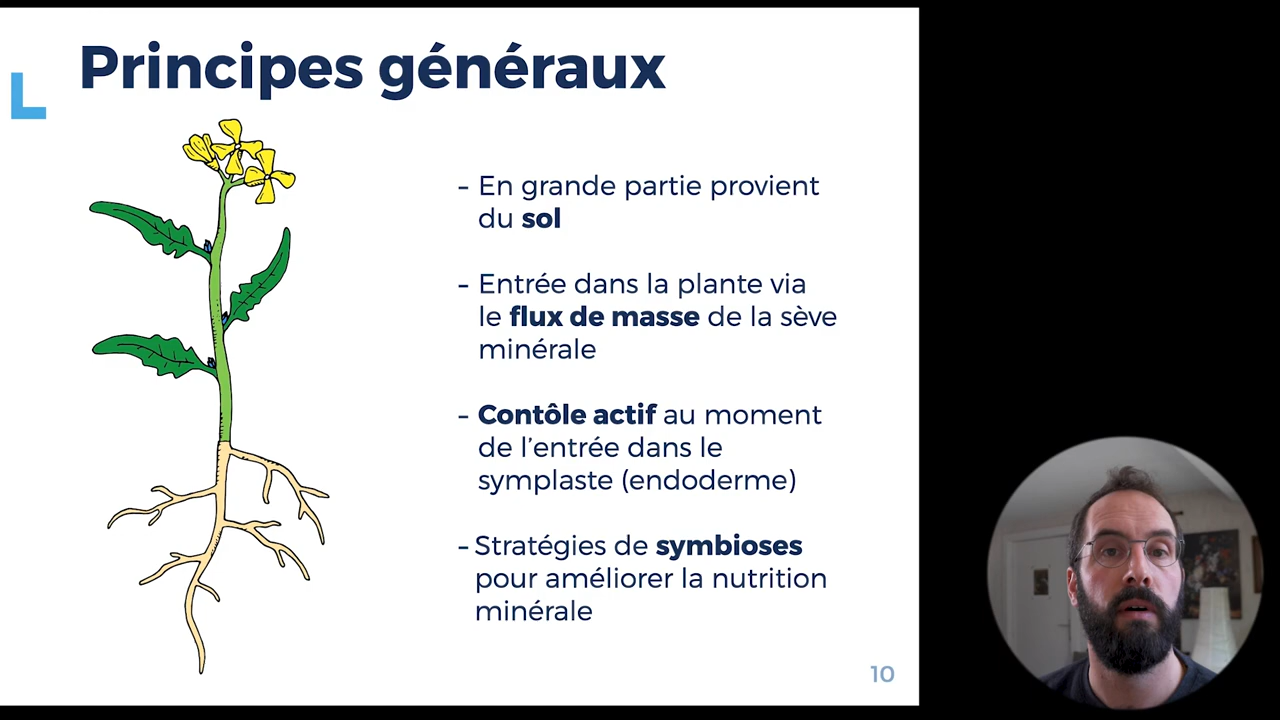 Principes généraux
- En grande partie provient
du sol
- Entrée dans la plante via
le flux de masse de la sève
minérale
- Contôle actif au moment
de l'entrée dans le
symplaste (endoderme)
- Stratégies de symbioses
pour améliorer la nutrition
minérale
10